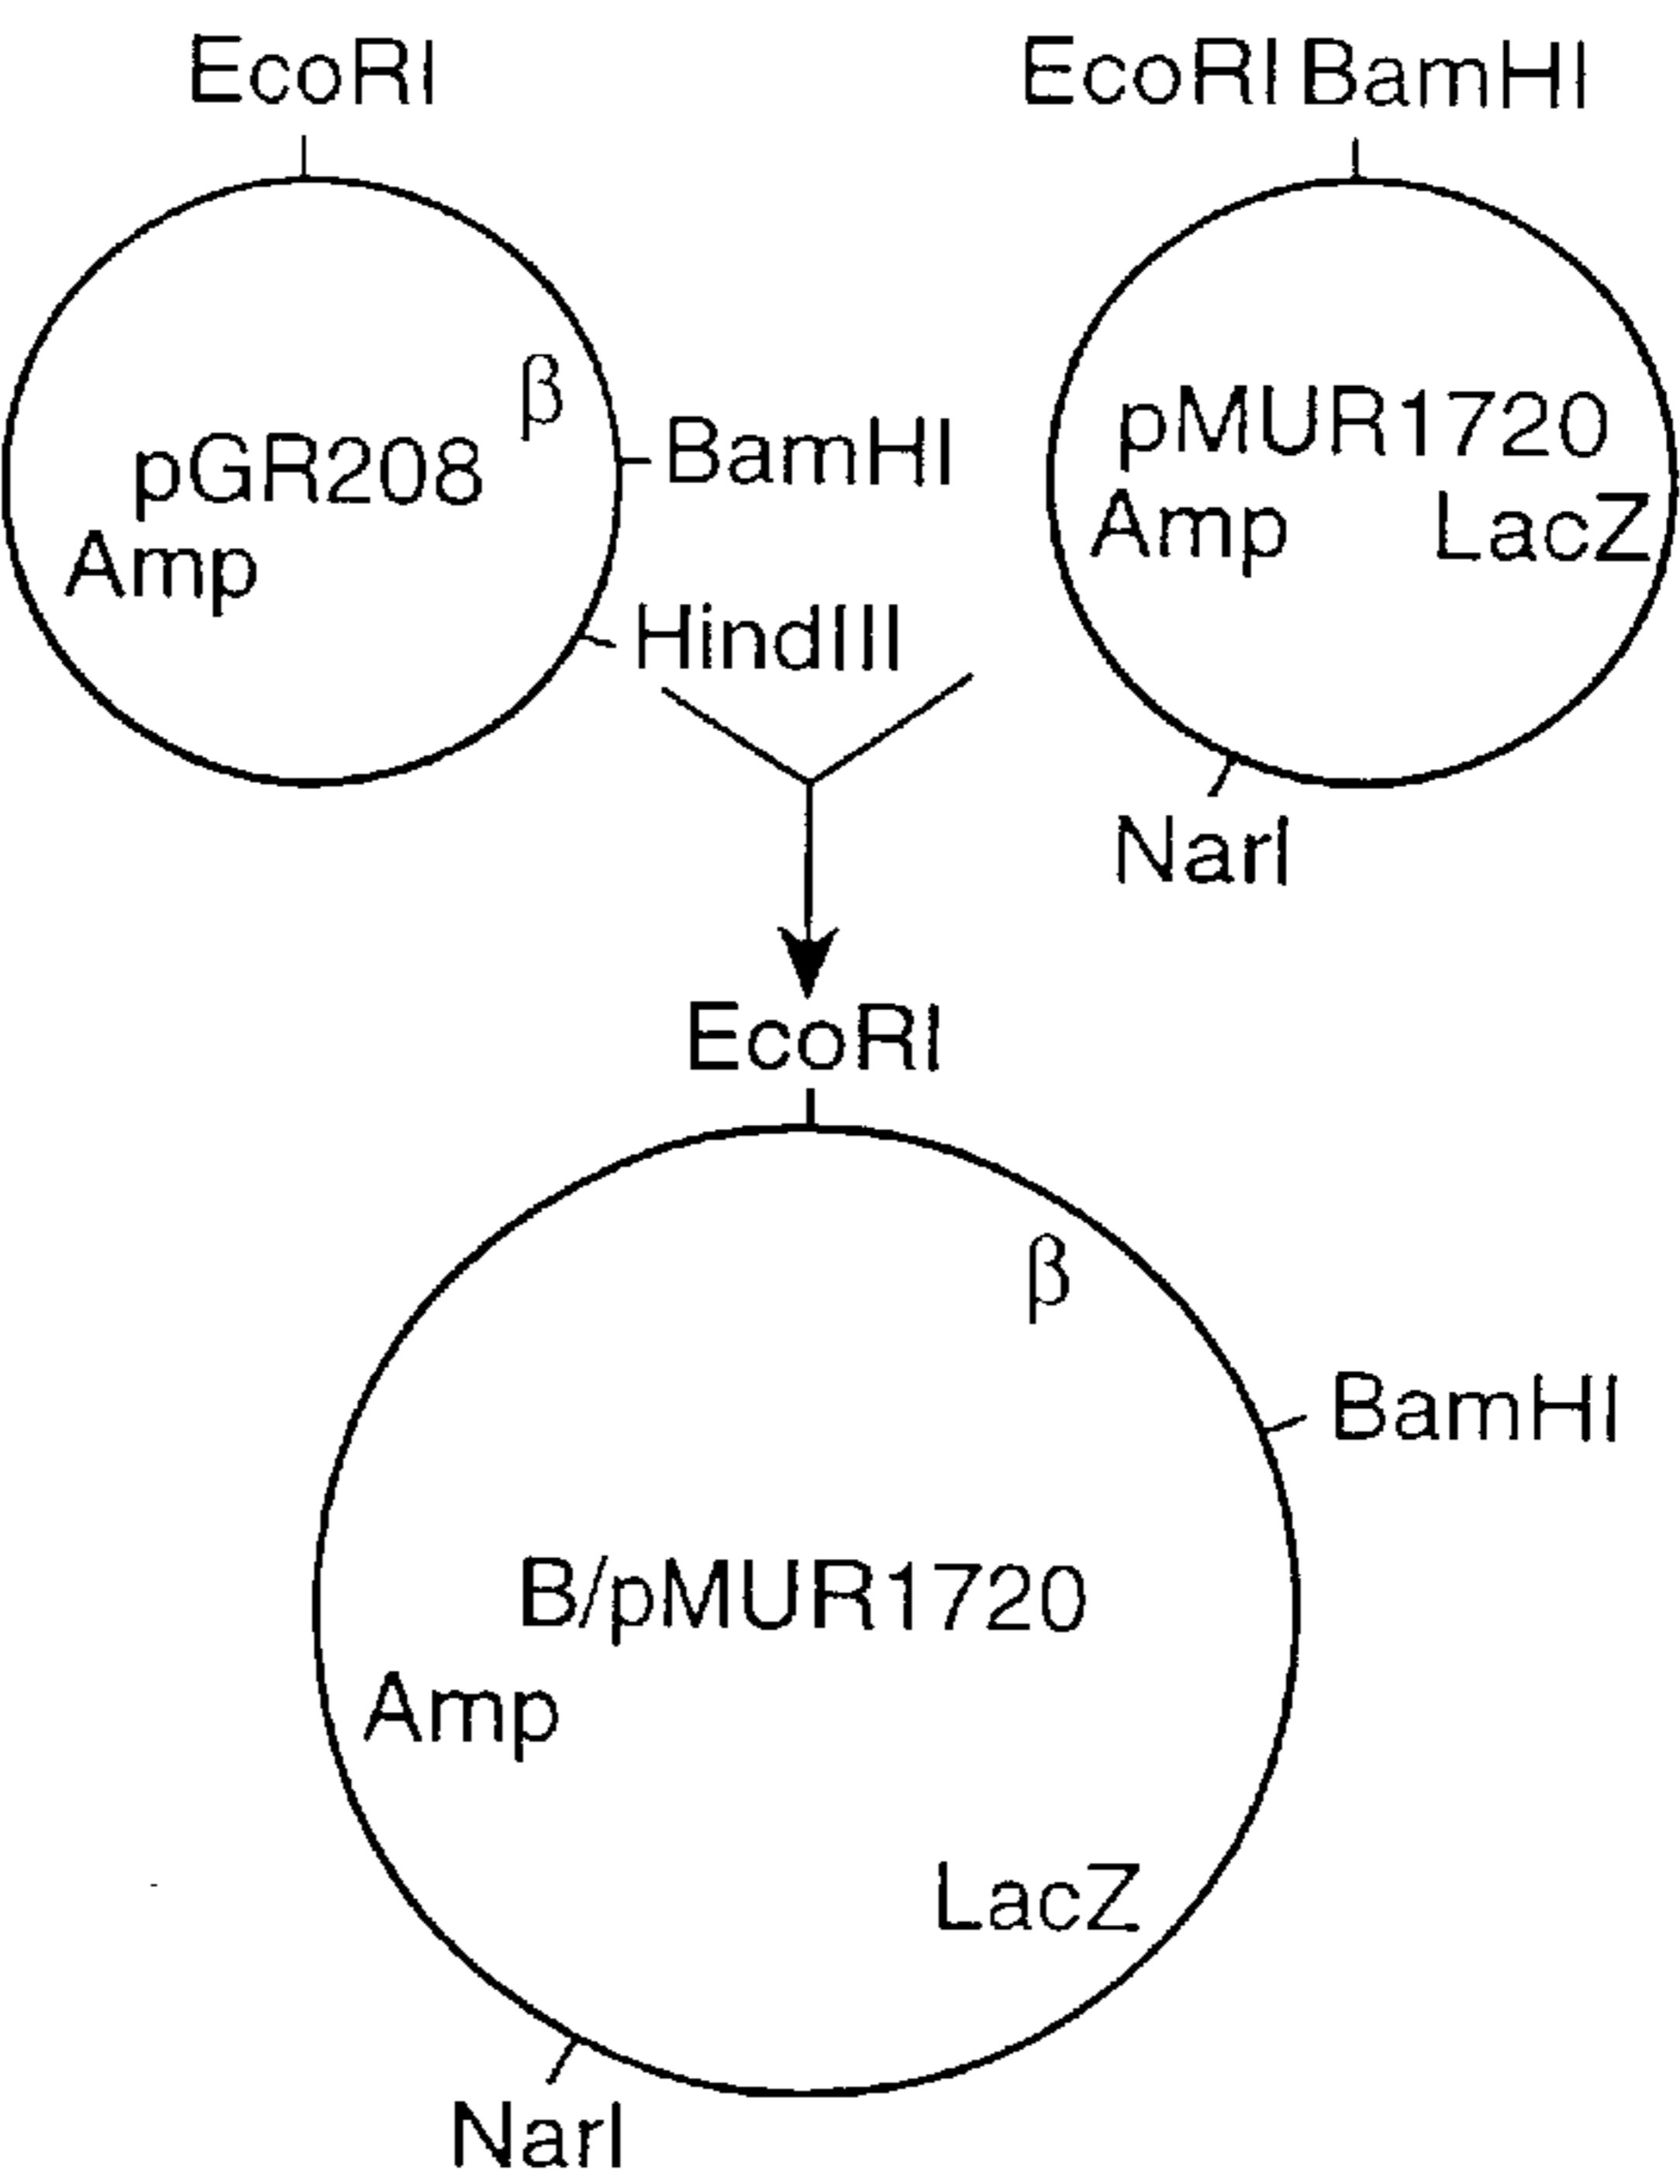 EcoRI
EcoRI BamHI
β
pGR208
BamHI
Amp
HindIII
pMUR1720
Amp LacZ
NarI
EcoRI
β
BamHI
B/pMUR1720
Amp
LacZ
NarI